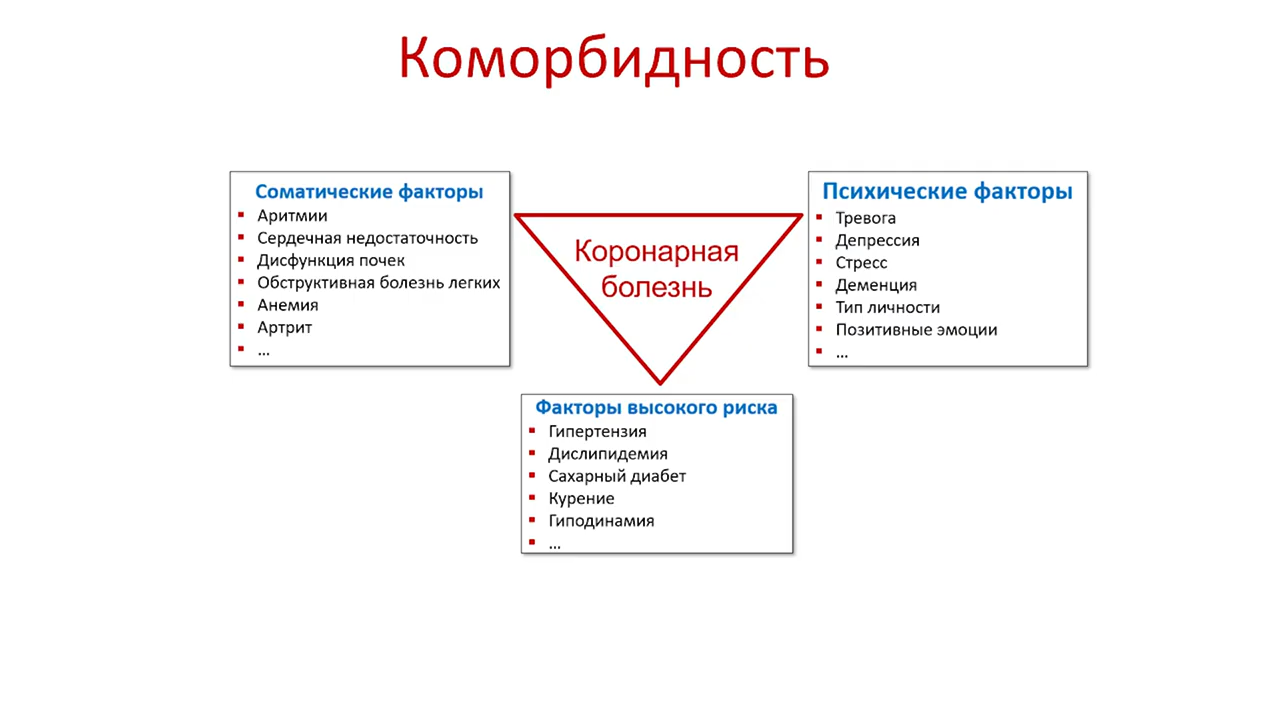 Коморбидность
Соматические факторы
▪ Аритмии
▪ Сердечная недостаточность
▪ Дисфункция почек
▪ Обструктивная болезнь легких
▪ Анемия
▪ Артрит
▪ ...
Коронарная
болезнь
Психические факторы
▪ Тревога
▪ Депрессия
▪ Стресс
▪ Деменция
▪ Тип личности
▪ Позитивные эмоции
▪ ...
Факторы высокого риска
▪ Гипертензия
▪ Дислипидемия
▪ Сахарный диабет
▪ Курение
▪ Гиподинамия
▪ ...